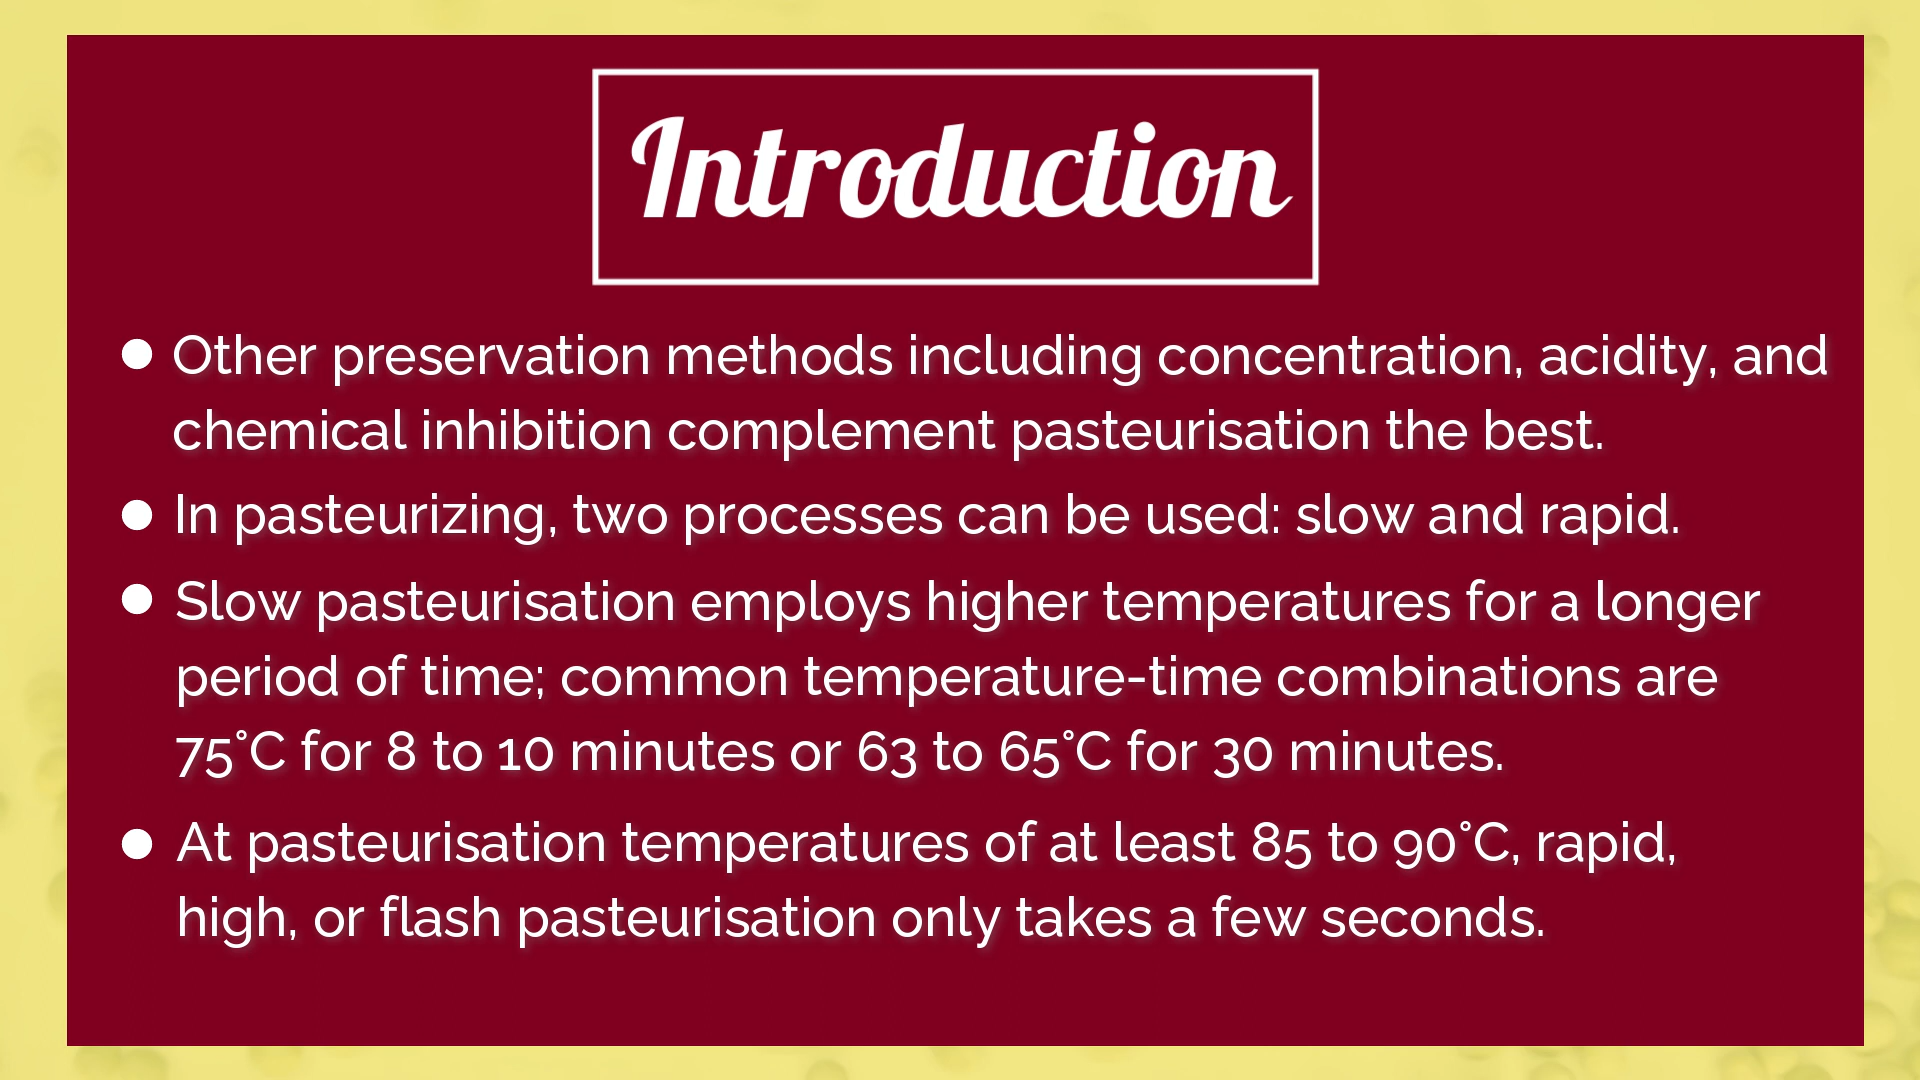 Introduction
● Other preservation methods including concentration, acidity, and
chemical inhibition complement pasteurisation the best.
● In pasteurizing, two processes can be used: slow and rapid.
● Slow pasteurisation employs higher temperatures for a longer
period of time; common temperature-time combinations are
75°C for 8 to 10 minutes or 63 to 65°C for 30 minutes.
● At pasteurisation temperatures of at least 85 to 90°C, rapid,
high, or flash pasteurisation only takes a few seconds.